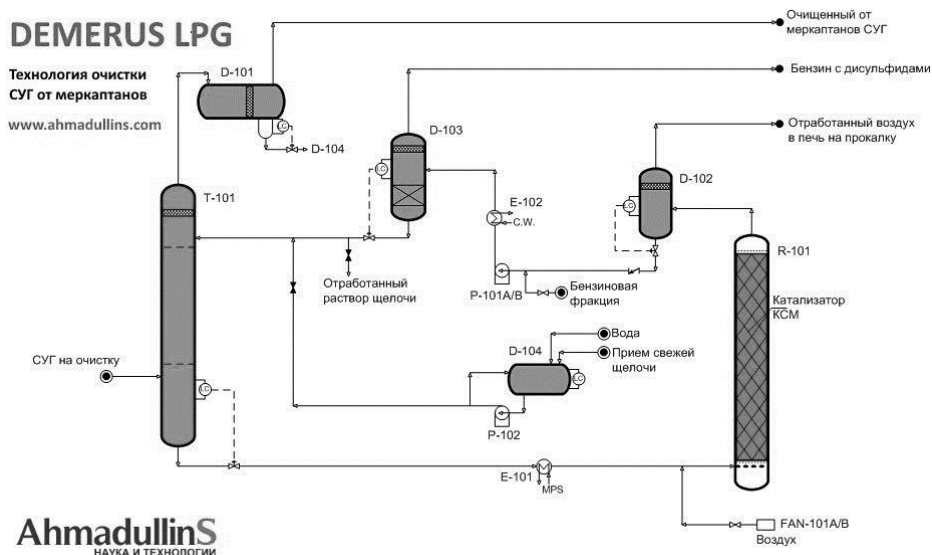 DEMERUS LPG
Технология очистки
СУГ от меркаптанов
www.ahmadullins.com
Очищенный от
меркаптанов СУГ
Бензин с дисульфидами
Отработанный воздух
в печь на прокалку
D-101
LC
D-104
D-103
LC
D-102
LC
E-102
C.W.
T-101
R-101
Отработанный
раствор щелочи
P-101A/B
Бензиновая
фракция
Катализатор
КСМ
Вода
D-104
Прием свежей
щелочи
LC
СУГ на очистку
LC
P-102
E-101
MPS
FAN-101A/B
Воздух
AhmadullinS
НАУКА И ТЕХНОЛОГИИ